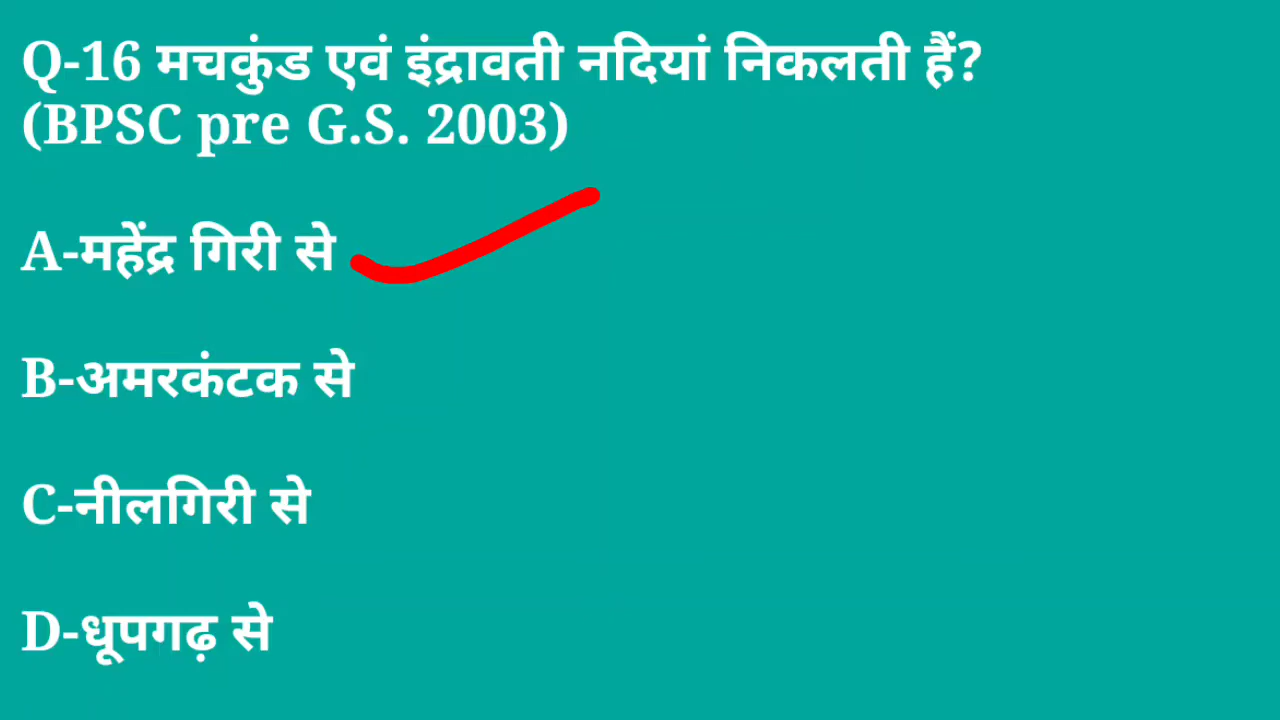 Q-16 मचकुंड एवं इंद्रावती नदियां निकलती हैं?
(BPSC pre G.S. 2003)
A-महेंद्र गिरी से
B-अमरकंटक से
C-नीलगिरी से
D-धूपगढ़ से